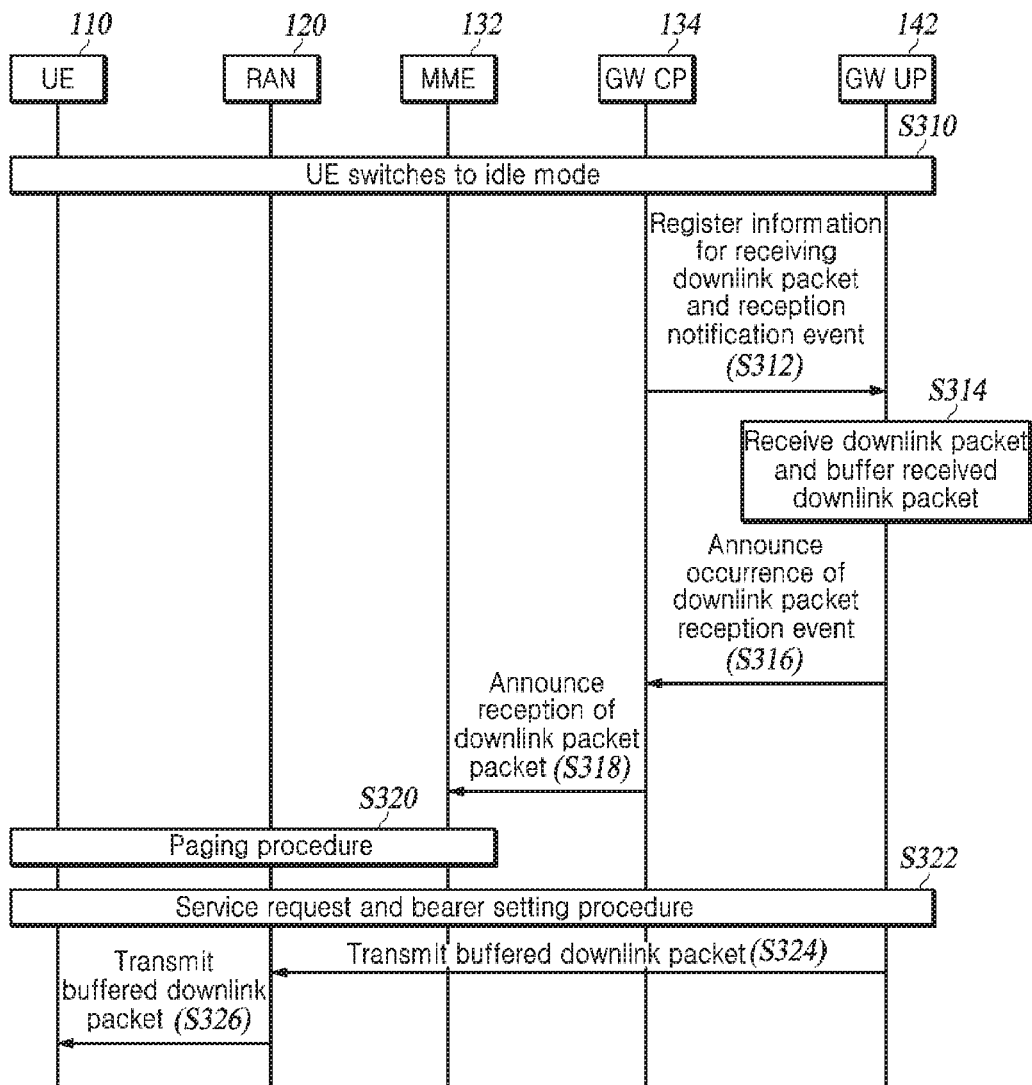 110
120
132
134
142
UE
RAN
MME
GW CP
GW UP
S310
UE switches to idle mode
Register information
for receiving
downlink packet
and reception
notification event
(S312)
S314
Receive downlink packet
and buffer received
downlink packet
Announce
occurrence of
downlink packet
reception event
(S316)
Announce
reception of
downlink packet
packet (S318)
S320
Paging procedure
S322
Service request and bearer setting procedure
Transmit buffered downlink packet (S324)
Transmit
buffered downlink
packet (S326)